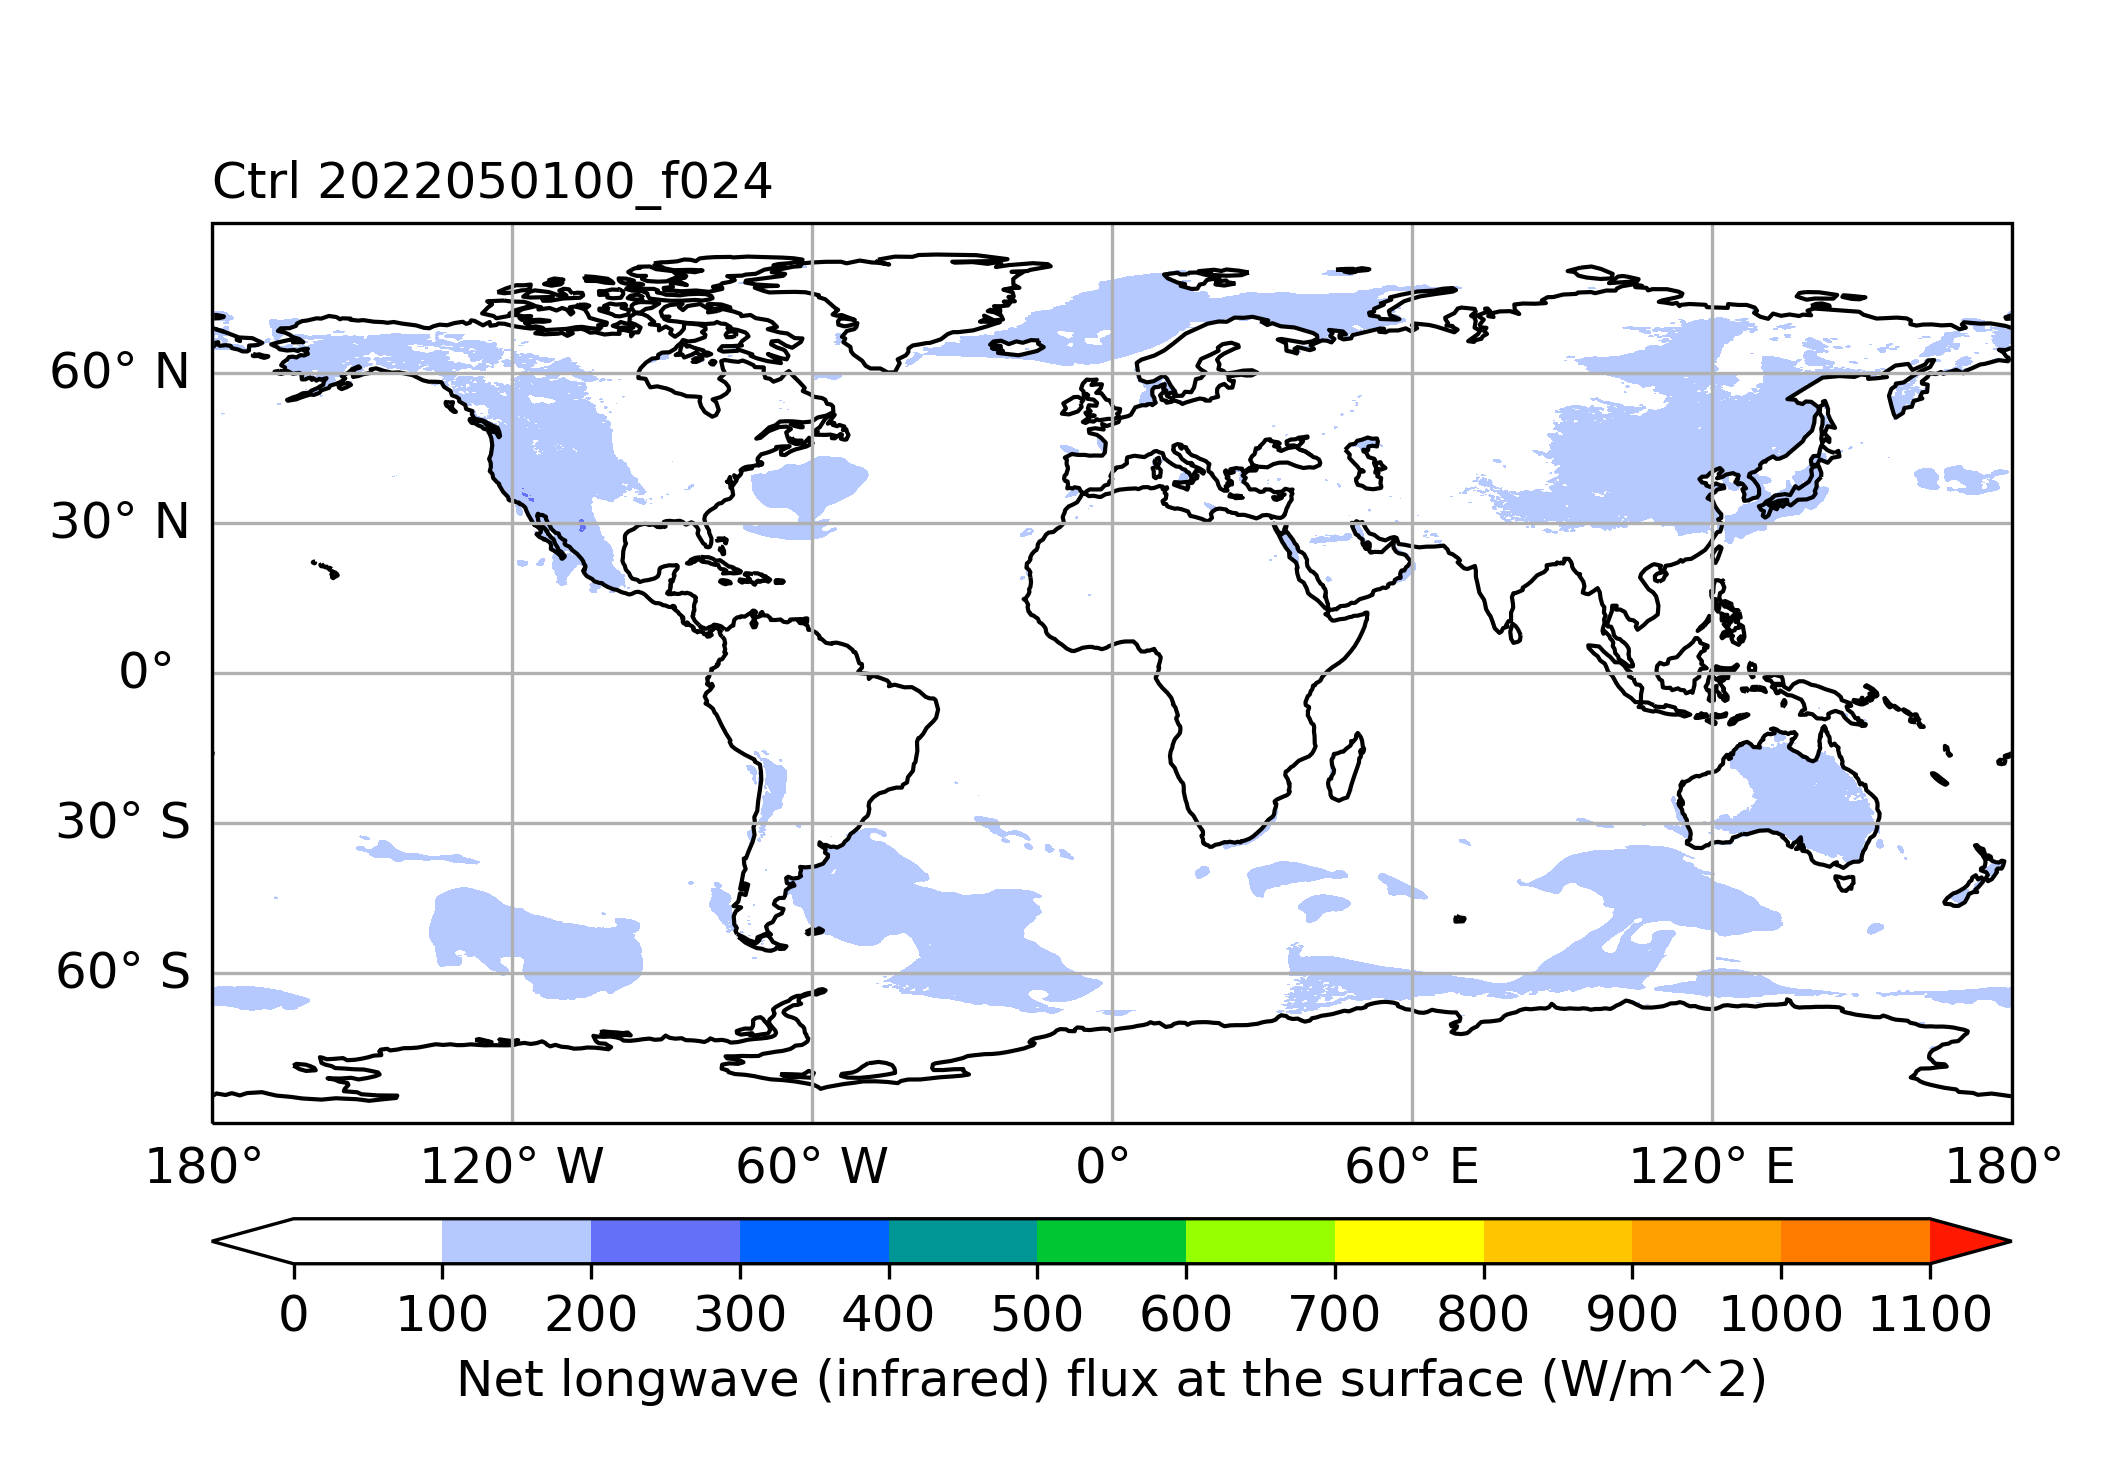 Ctrl 2022050100_f024
60° N
30° N
0°
30° S
60° S
180° 120° W 60° W 0° 60° E 120° E 180°
0 100 200 300 400 500 600 700 800 900 1000 1100
Net longwave (infrared) flux at the surface (W/m^2)